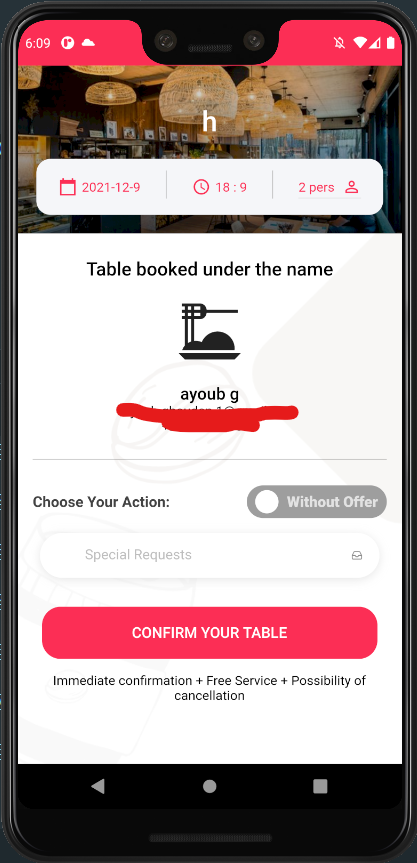 6:09
h
2021-12-9
18 : 9
2 pers
Table booked under the name
ayoub g
Choose Your Action:
Without Offer
Special Requests
CONFIRM YOUR TABLE
Immediate confirmation + Free Service + Possibility of
cancellation